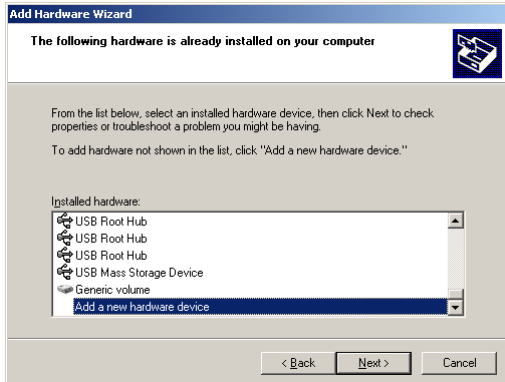 Add Hardware Wizard
The following hardware is already installed on your computer
From the list below, select an installed hardware device, then click Next to check
properties or troubleshoot a problem you might be having.
To add hardware not shown in the list, click "Add a new hardware device."
Installed hardware:
USB Root Hub
USB Root Hub
USB Root Hub
USB Mass Storage Device
Generic volume
Add a new hardware device
< Back
Next >
Cancel